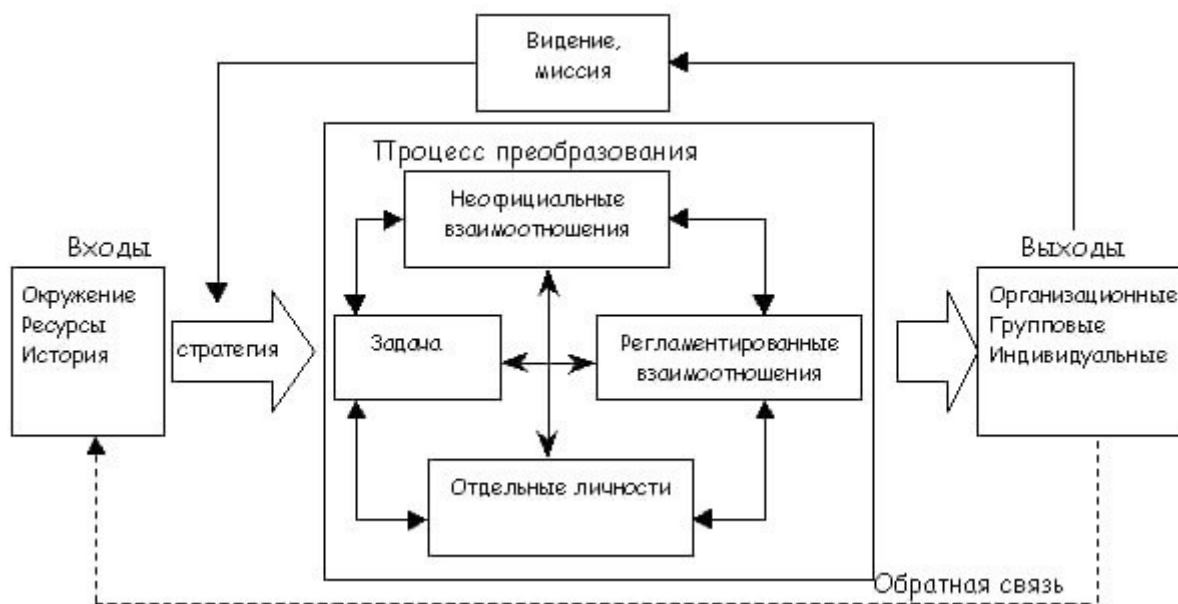 Видение,
миссия
Процесс преобразования
Неофициальные
взаимоотношения
Входы
Выходы
Окружение
Ресурсы
История
стратегия
Задача
Регламентированные
взаимоотношения
Организационные
Групповые
Индивидуальные
Отдельные личности
Обратная связь